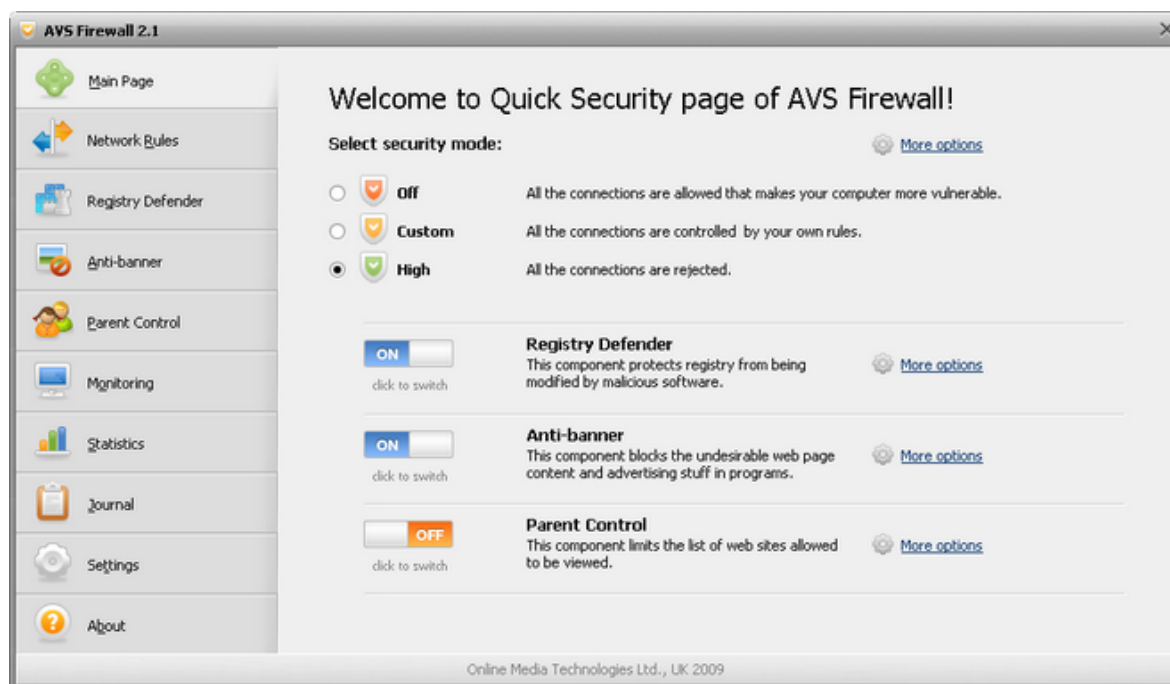 AVS Firewall 2.1
Main Page
Network Rules
Registry Defender
Anti-banner
Parent Control
Monitoring
Statistics
Journal
Settings
About
Welcome to Quick Security page of AVS Firewall!
Select security mode:
More options
Off
All the connections are allowed that makes your computer more vulnerable.
Custom
All the connections are controlled by your own rules.
High
All the connections are rejected.
ON
click to switch
Registry Defender
This component protects registry from being
modified by malicious software.
More options
ON
click to switch
Anti-banner
This component blocks the undesirable web page
content and advertising stuff in programs.
More options
OFF
click to switch
Parent Control
This component limits the list of web sites allowed
to be viewed.
More options
Online Media Technologies Ltd., UK 2009